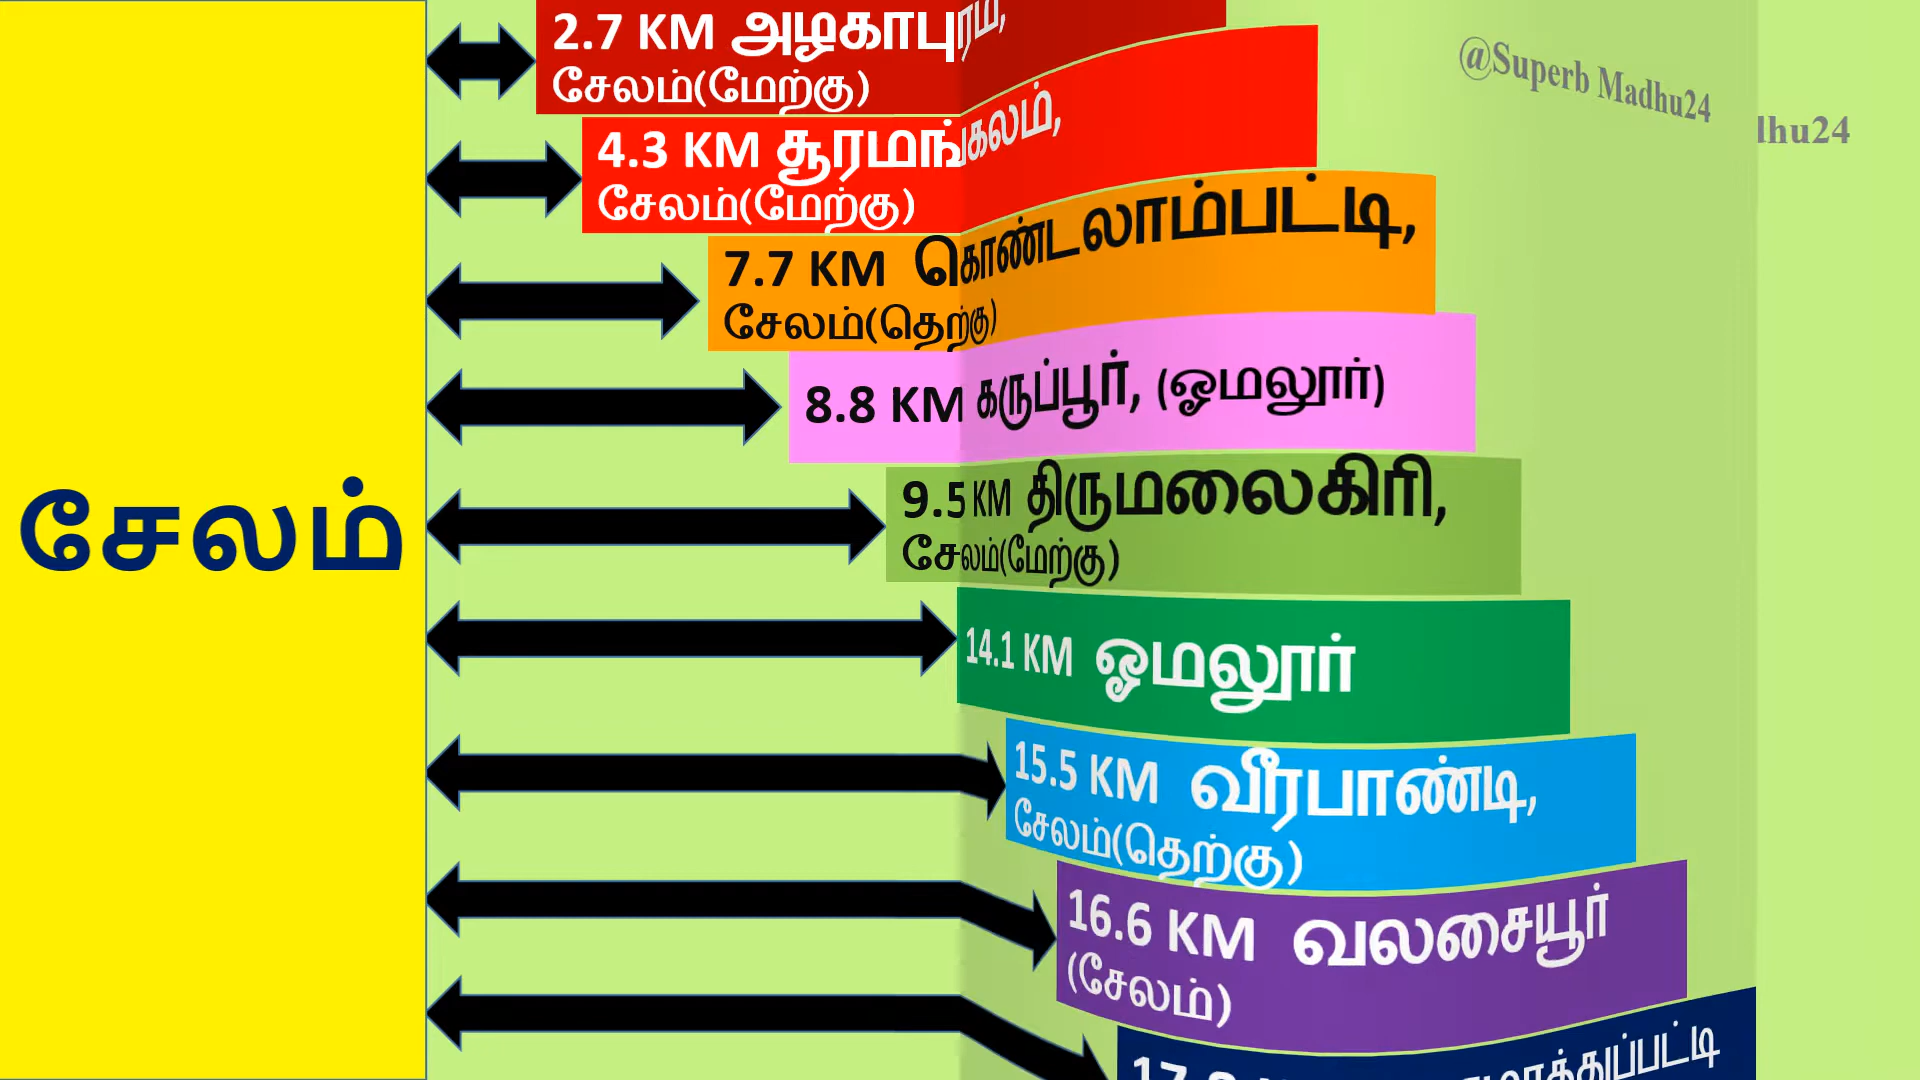 @Superb Madhu24
dhu24
சேலம்
2.7 KM அழகாபுரம்,
சேலம்(மேற்கு)
4.3 KM சூரமங்கலம்,
சேலம்(மேற்கு)
7.7 KM கொண்டலாம்பட்டி,
சேலம்(தெற்கு)
8.8 KM கருப்பூர், (ஓமலூர்)
9.5 KM திருமலைகிரி,
சேலம்(மேற்கு)
14.1 KM ஓமலூர்
15.5 KM வீரபாண்டி,
சேலம்(தெற்கு)
16.6 KM வலசையூர்
(சேலம்)